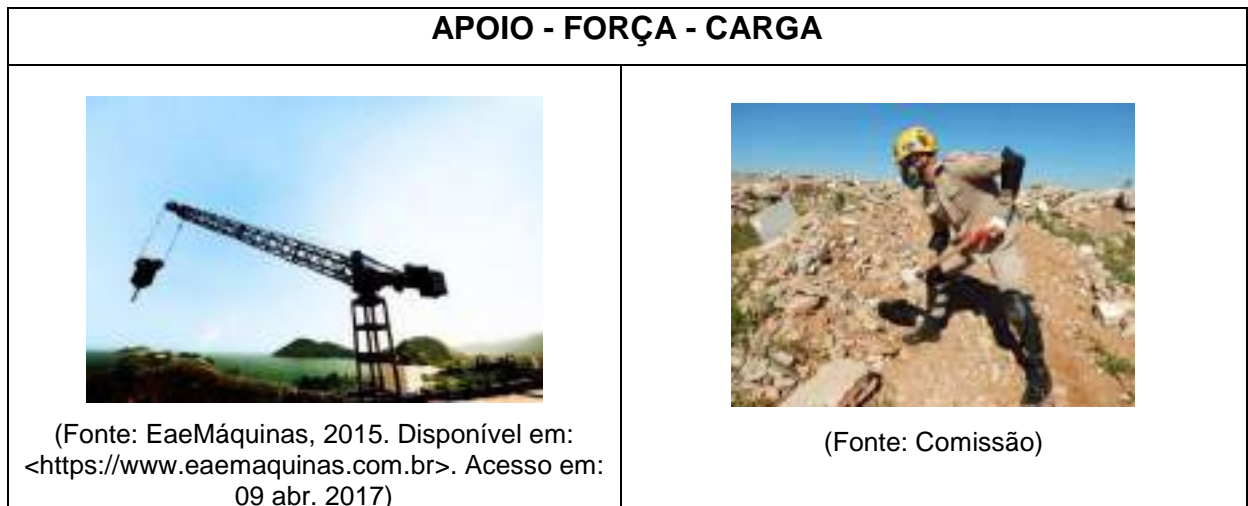 APOIO - FORÇA - CARGA
(Fonte: EaeMáquinas, 2015. Disponível em:
<https://www.eaemaquinas.com.br>. Acesso em:
09 abr. 2017)
(Fonte: Comissão)